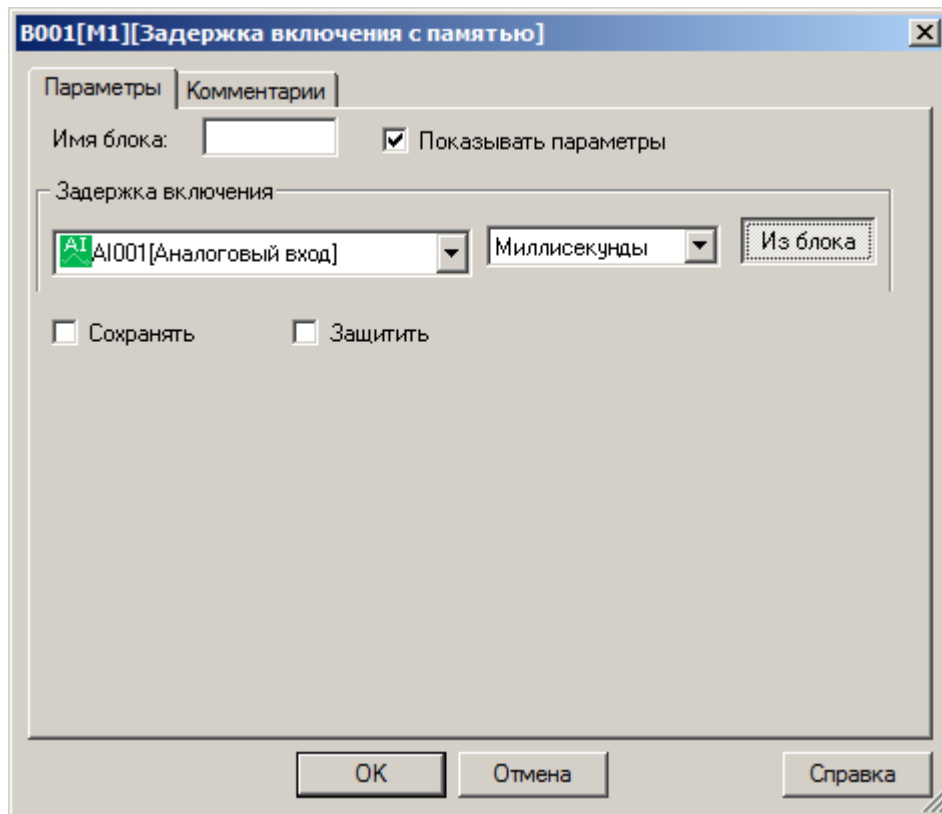 B001[M1][Задержка включения с памятью]
Параметры Комментарии
Имя блока: Показывать параметры
Задержка включения
AI AI001[Аналоговый вход] Миллисекунды Из блока
Сохранять Защитить
OK Отмена Справка